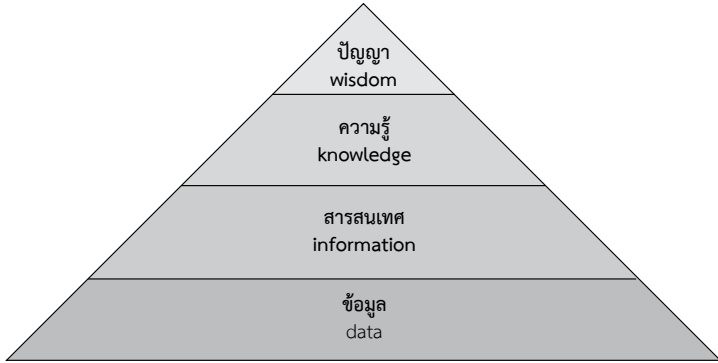 ปัญญา
wisdom
ความรู้
knowledge
สารสนเทศ
information
ข้อมูล
data